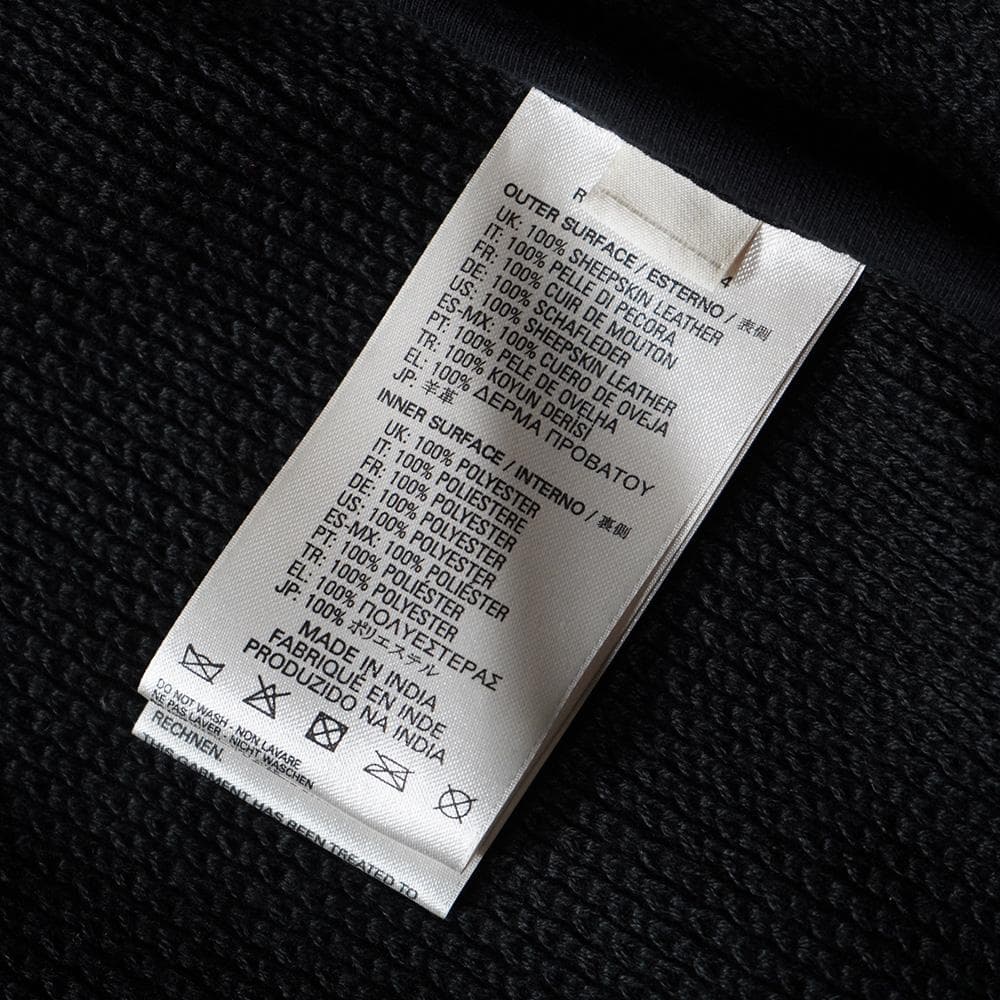 R
4
OUTER SURFACE / ESTERNO / 表側
UK: 100% SHEEPSKIN LEATHER
IT: 100% PELLE DI PECORA
FR: 100% CUIR DE MOUTON
DE: 100% SCHAFLEDER
US: 100% SHEEPSKIN LEATHER
ES-MX: 100% CUERO DE OVEJA
PT: 100% PELE DE OVELHA
TR: 100% KOYUN DERISI
EL: 100% ΔΕΡΜΑ ΠΡΟΒΑΤΟΥ
JP: 羊革
INNER SURFACE / INTERNO / 裏側
UK: 100% POLYESTER
IT: 100% POLIESTERE
FR: 100% POLYESTER
DE: 100% POLYESTER
US: 100% POLYESTER
ES-MX: 100% POLIÉSTER
PT: 100% POLIÉSTER
TR: 100% POLYESTER
EL: 100% ΠΟΛΥΕΣΤΕΡΑΣ
JP: 100% ポリエステル
MADE IN INDIA
FABRIQUÉ EN INDE
PRODUZIDO NA INDIA
DO NOT WASH - NON LAVARE
NE PAS LAVER - NICHT WASCHEN
RECHNEN.
THIS GARMENT HAS BEEN TREATED TO